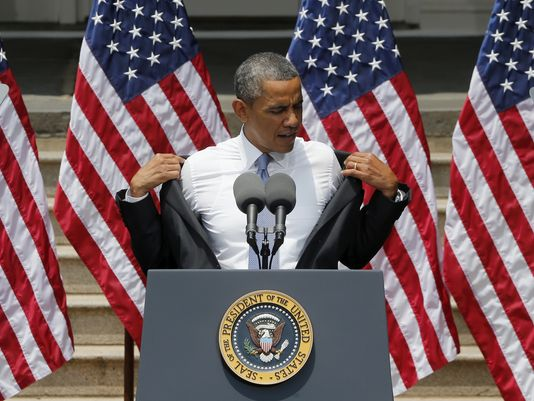 SEAL OF THE PRESIDENT OF THE UNITED STATES